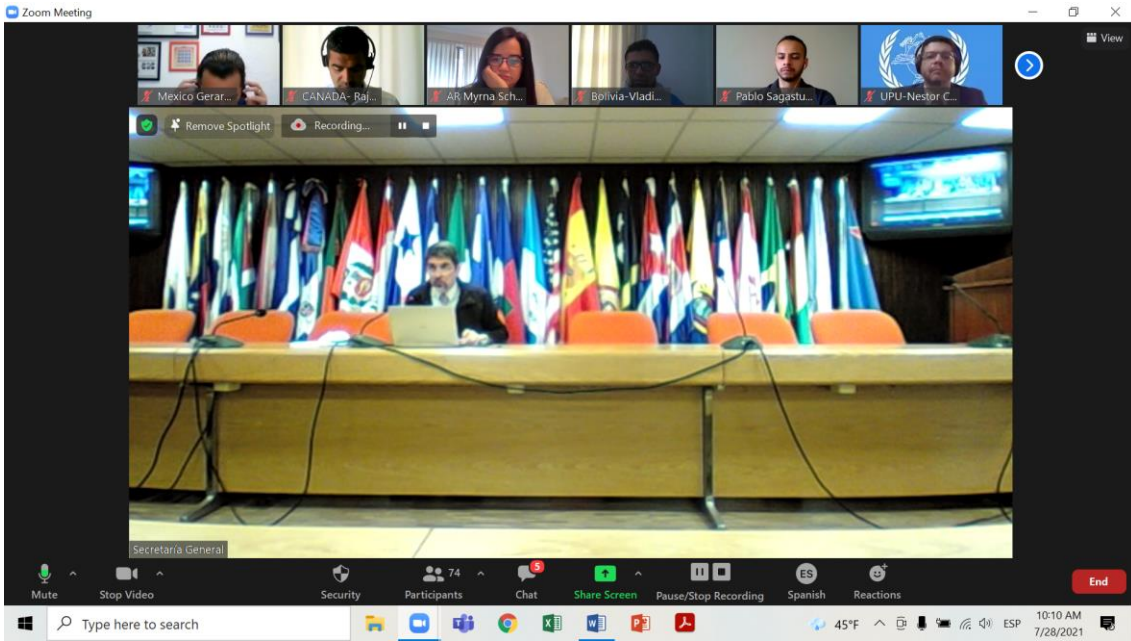 Zoom Meeting
View
Mexico Gerar...
CANADA- Raj...
AR Myrna Sch...
Bolivia-Vladi...
Pablo Sagastu...
UPU-Nestor C...
Remove Spotlight
Recording...
Secretaría General
Mute
Stop Video
Security
74
Participants
5
Chat
Share Screen
Pause/Stop Recording
ES
Spanish
Reactions
End
Type here to search
45°F
ESP
10:10 AM
7/28/2021